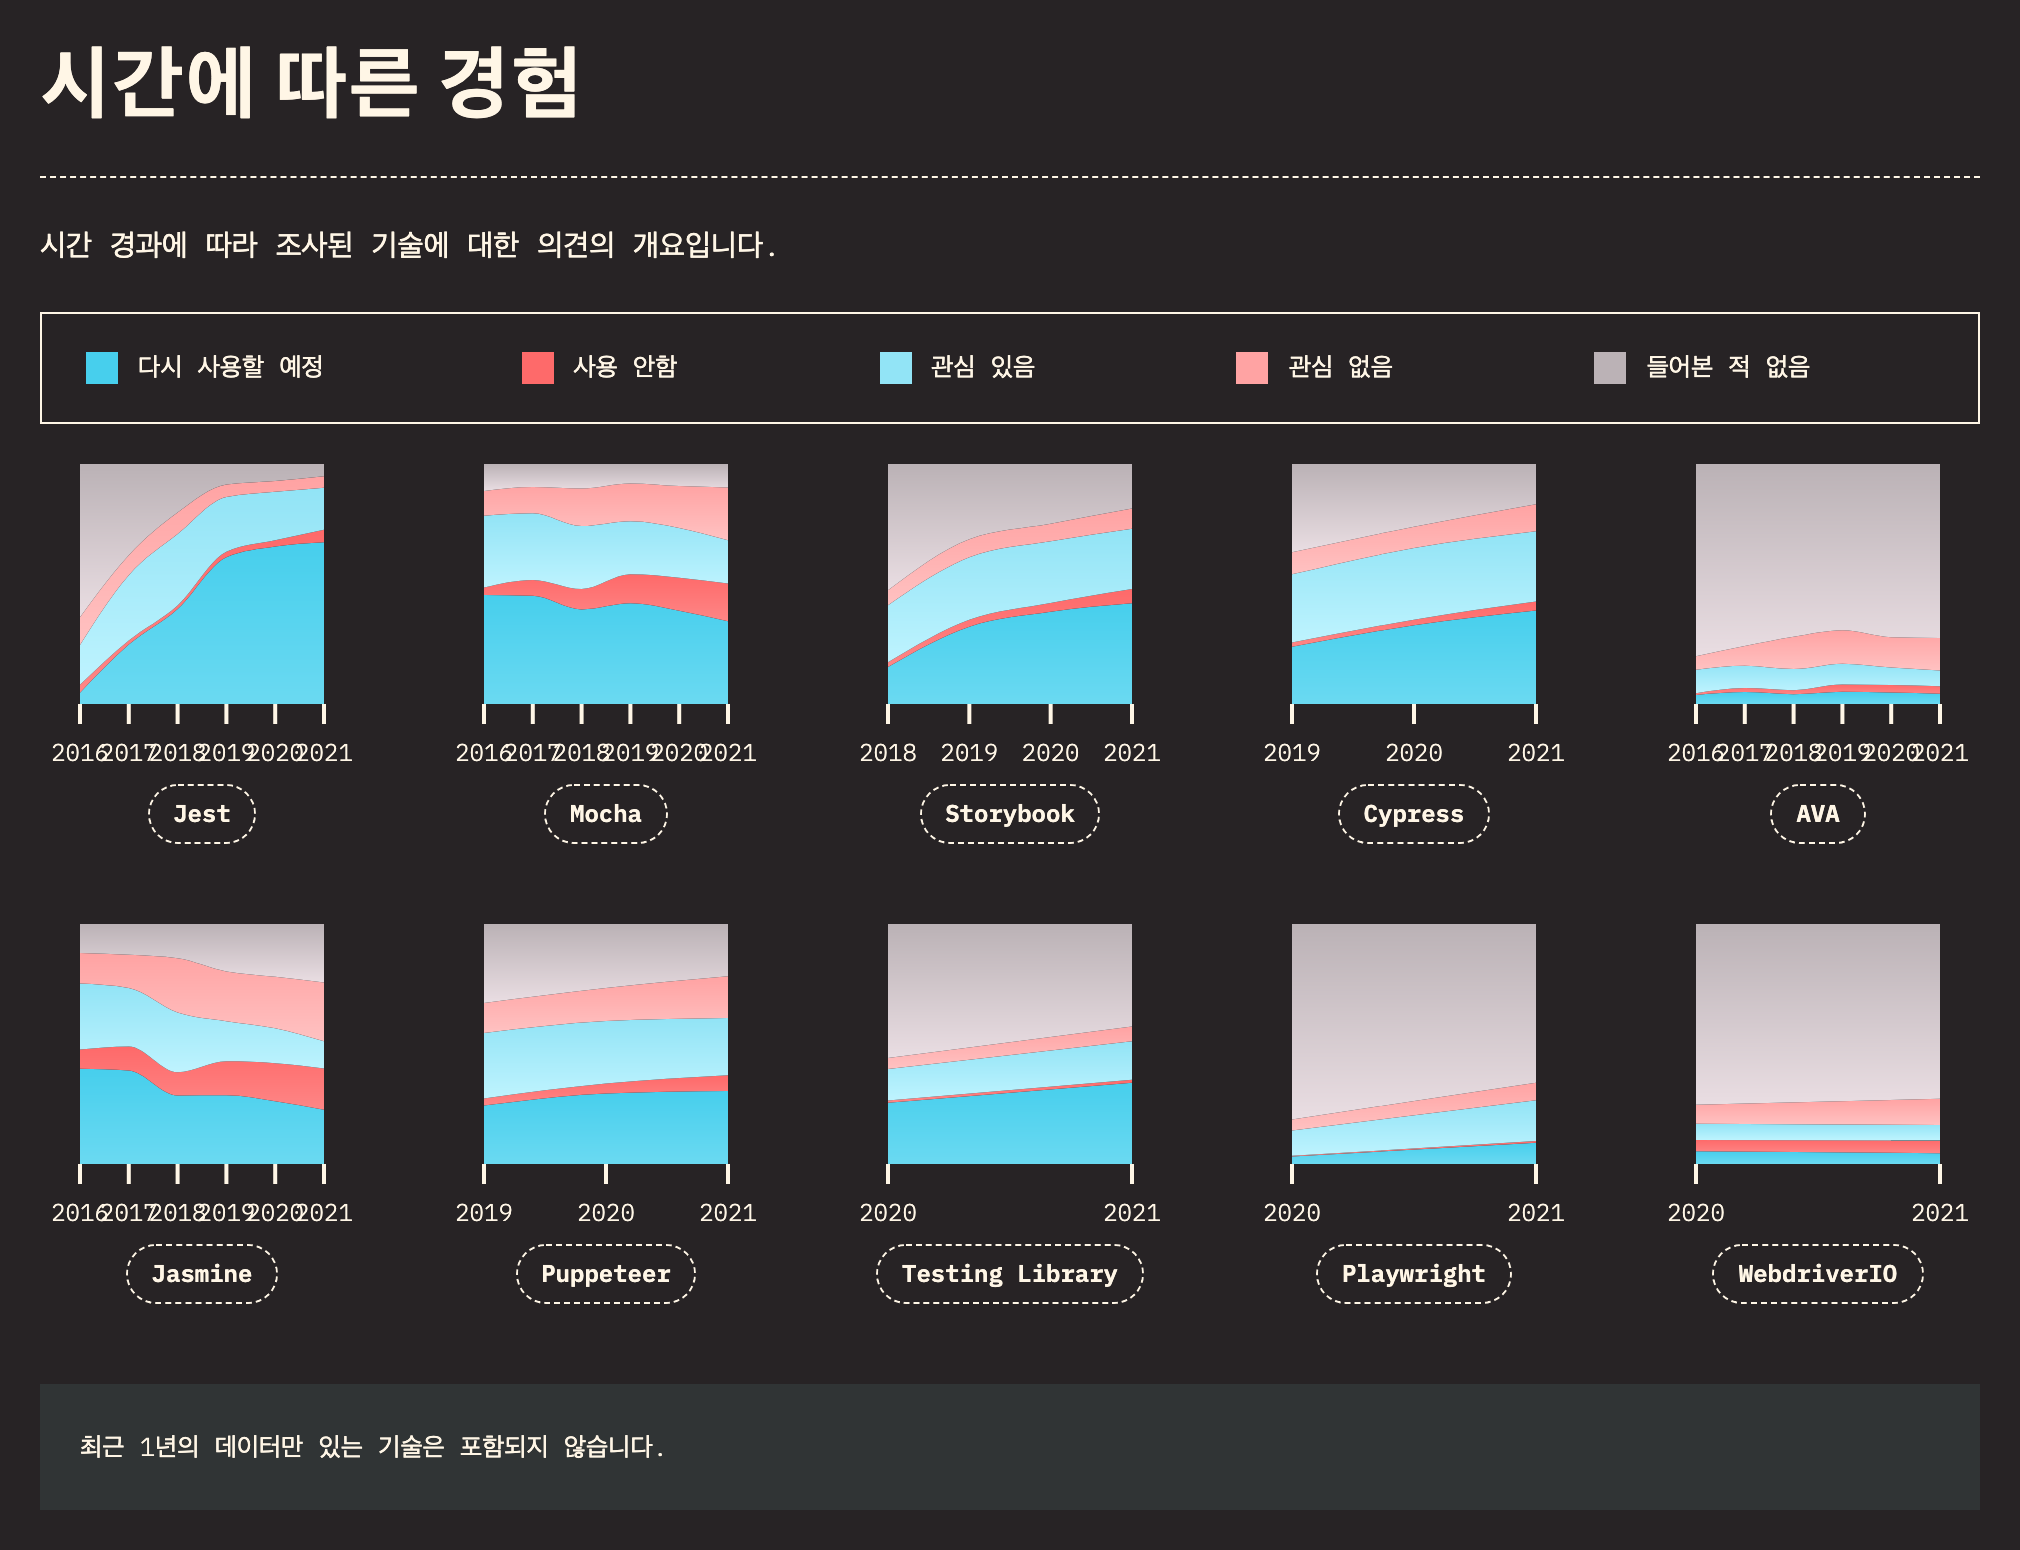 시간에 따른 경험
시간 경과에 따라 조사된 기술에 대한 의견의 개요입니다.
다시 사용할 예정 사용 안함 관심 있음 관심 없음 들어본 적 없음
2016 2017 2018 2019 2020 2021 2016 2017 2018 2019 2020 2021 2018 2019 2020 2021 2019 2020 2021 2016 2017 2018 2019 2020 2021
Jest Mocha Storybook Cypress AVA
2016 2017 2018 2019 2020 2021 2019 2020 2021 2020 2021 2020 2021 2020 2021
Jasmine Puppeteer Testing Library Playwright WebdriverIO
최근 1년의 데이터만 있는 기술은 포함되지 않습니다.